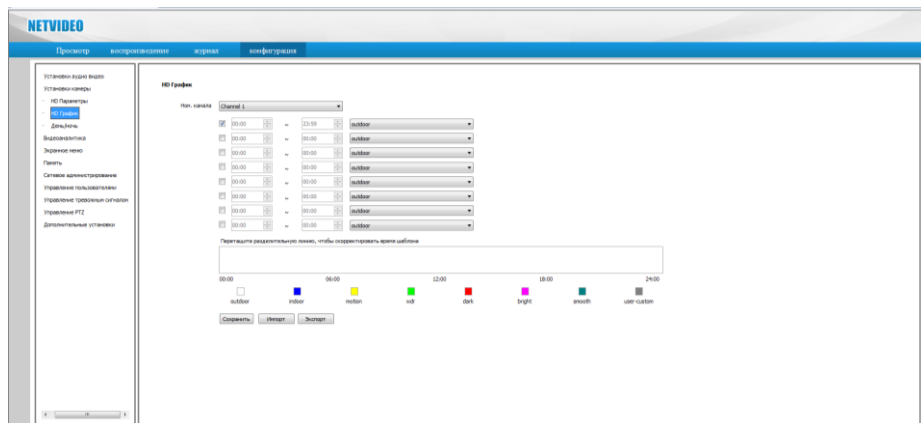 NETVIDEO
Просмотр воспроизведение журнал конфигурация
Установки аудио видео
Установки камеры
HD Параметры
HD График
День/ночь
Видеоаналитика
Экранное меню
Память
Сетевое администрирование
Управление пользователями
Управление тревожным сигналом
Управление PTZ
Дополнительные установки
HD График
Ном. канала Channel 1
00:00 ~ 23:59 outdoor
00:00 ~ 00:00 outdoor
00:00 ~ 00:00 outdoor
00:00 ~ 00:00 outdoor
00:00 ~ 00:00 outdoor
00:00 ~ 00:00 outdoor
00:00 ~ 00:00 outdoor
00:00 ~ 00:00 outdoor
Перетащите разделительную линию, чтобы скорректировать время шаблона
00:00 06:00 12:00 18:00 24:00
outdoor indoor motion wdr dark bright smooth user-custom
Сохранить Импорт Экспорт